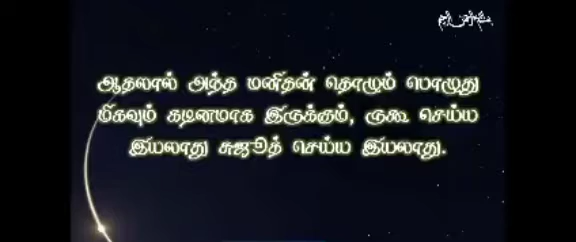 ஆதலால் அந்த மனிதன் தொழும் பொழுது
மிகவும் கடினமாக இருக்கும், ருகூ செய்ய
இயலாது சுஜூத் செய்ய இயலாது.